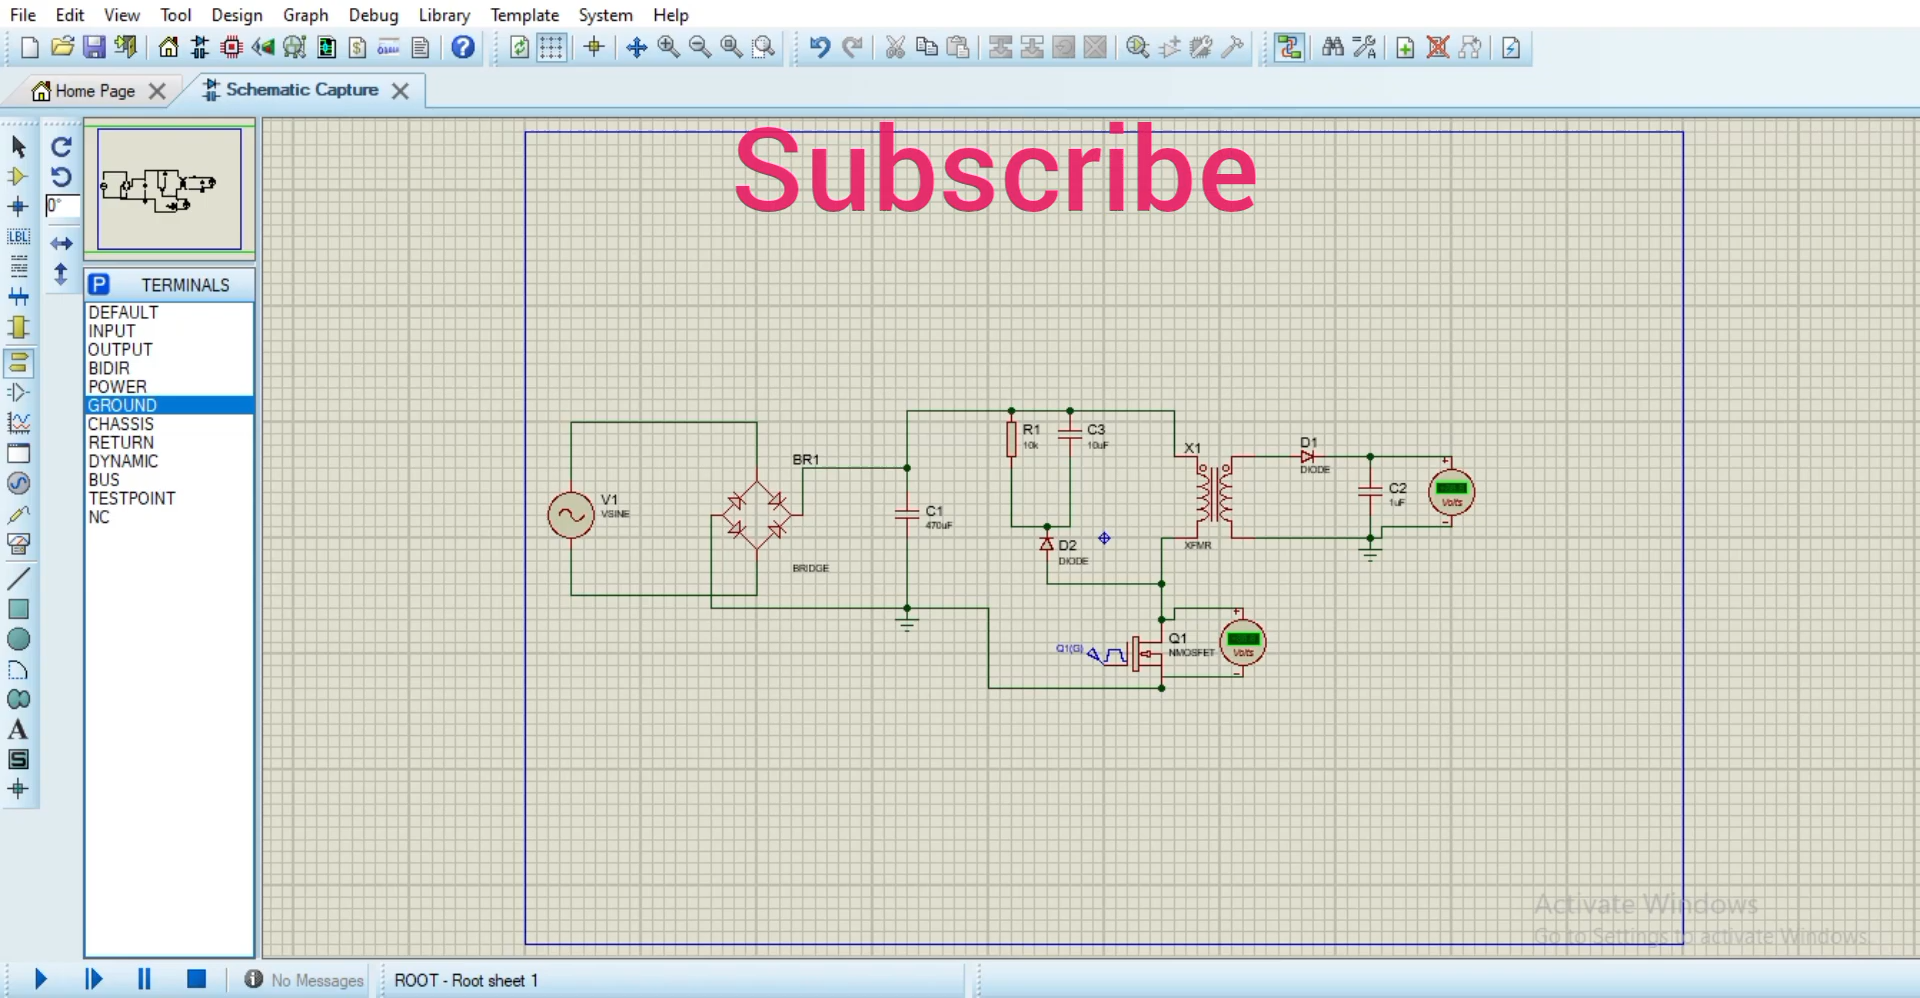 File Edit View Tool Design Graph Debug Library Template System Help
Home Page
Schematic Capture
Subscribe
0°
LBL
P TERMINALS
DEFAULT
INPUT
OUTPUT
BIDIR
POWER
GROUND
CHASSIS
RETURN
DYNAMIC
BUS
TESTPOINT
NC
A
S
V1
VSINE
BR1
BRIDGE
C1
470uF
R1
10k
C3
10uF
D2
DIODE
X1
XFMR
D1
DIODE
C2
1uF
Volts
Q1(G)
Q1
NMOSFET
Volts
Activate Windows
Go to Settings to activate Windows
No Messages
ROOT - Root sheet 1